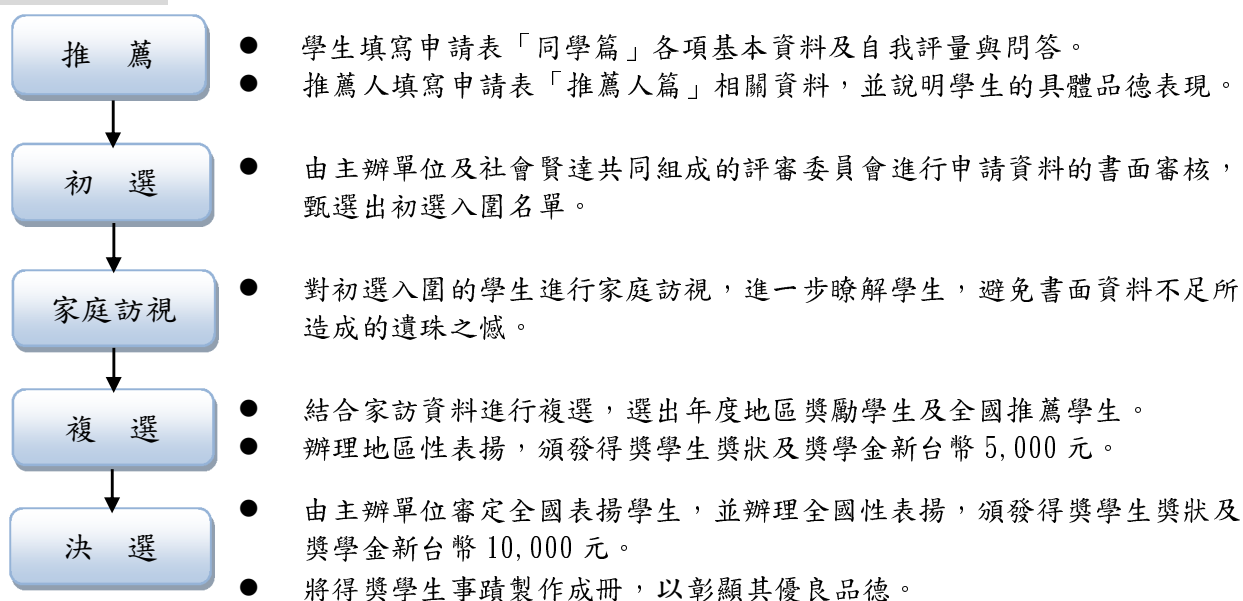 推 薦
● 學生填寫申請表「同學篇」各項基本資料及自我評量與問答。
● 推薦人填寫申請表「推薦人篇」相關資料，並說明學生的具體品德表現。
初 選
● 由主辦單位及社會賢達共同組成的評審委員會進行申請資料的書面審核，
甄選出初選入圍名單。
家庭訪視
● 對初選入圍的學生進行家庭訪視，進一步瞭解學生，避免書面資料不足所
造成的遺珠之憾。
複 選
● 結合家訪資料進行複選，選出年度地區獎勵學生及全國推薦學生。
● 辦理地區性表揚，頒發得獎學生獎狀及獎學金新台幣 5,000 元。
決 選
● 由主辦單位審定全國表揚學生，並辦理全國性表揚，頒發得獎學生獎狀及
獎學金新台幣 10,000 元。
● 將得獎學生事蹟製作成冊，以彰顯其優良品德。